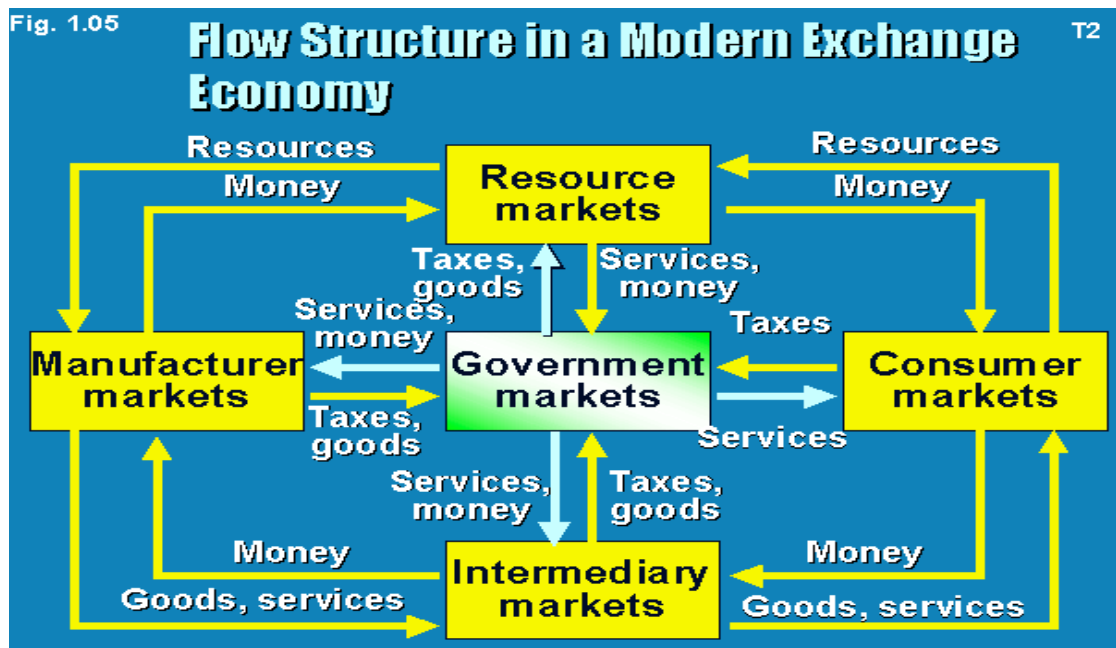 Fig. 1.05
T2
Flow Structure in a Modern Exchange
Economy
Resources
Resources
Money
Money
Resource
markets
Taxes,
goods
Services,
money
Services,
money
Taxes
Manufacturer
markets
Government
markets
Consumer
markets
Taxes,
goods
Services
Services,
money
Taxes,
goods
Money
Money
Intermediary
markets
Goods, services
Goods, services